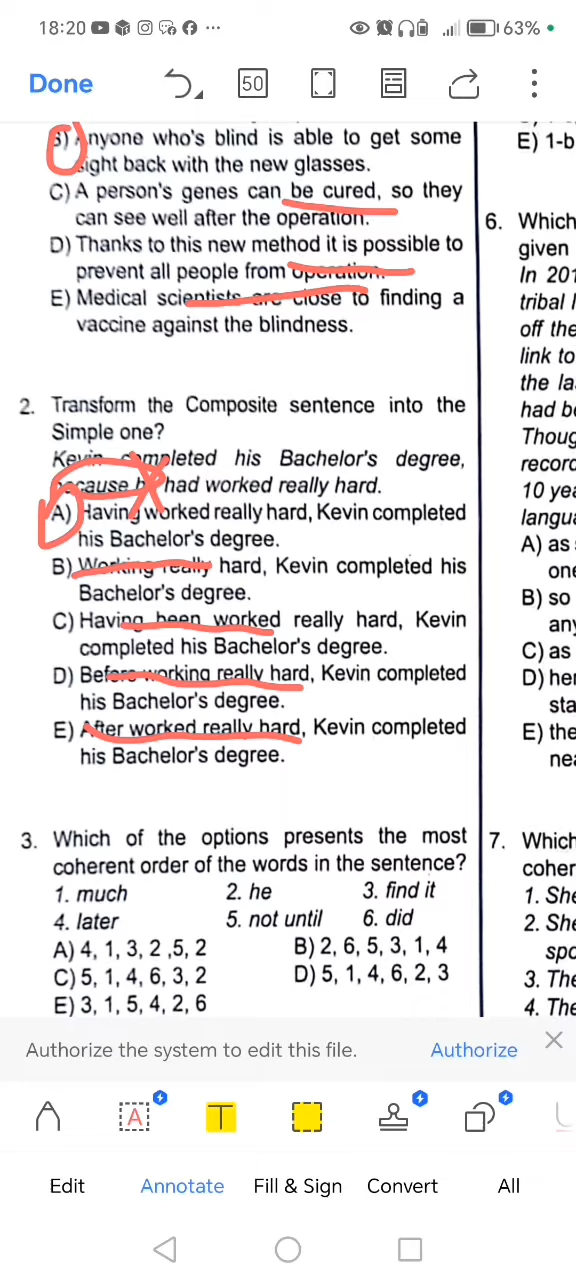 18:20
63%
Done
50
B) Anyone who's blind is able to get some
sight back with the new glasses.
C) A person's genes can be cured, so they
can see well after the operation.
D) Thanks to this new method it is possible to
prevent all people from operation.
E) Medical scientists are close to finding a
vaccine against the blindness.
2. Transform the Composite sentence into the
Simple one?
Kevin completed his Bachelor's degree,
because he had worked really hard.
A) Having worked really hard, Kevin completed
his Bachelor's degree.
B) Working really hard, Kevin completed his
Bachelor's degree.
C) Having been worked really hard, Kevin
completed his Bachelor's degree.
D) Before working really hard, Kevin completed
his Bachelor's degree.
E) After worked really hard, Kevin completed
his Bachelor's degree.
3. Which of the options presents the most
coherent order of the words in the sentence?
1. much 2. he 3. find it
4. later 5. not until 6. did
A) 4, 1, 3, 2 ,5, 2 B) 2, 6, 5, 3, 1, 4
C) 5, 1, 4, 6, 3, 2 D) 5, 1, 4, 6, 2, 3
E) 3, 1, 5, 4, 2, 6
E) 1-b
6. Which
given
In 201
tribal l
off the
link to
the la
had be
Thoug
record
10 yea
langua
A) as
one
B) so
any
C) as
D) her
sta
E) the
nea
7. Which
coher
1. She
2. She
spo
3. The
4. The
Authorize the system to edit this file. Authorize
A T
Edit Annotate Fill & Sign Convert All